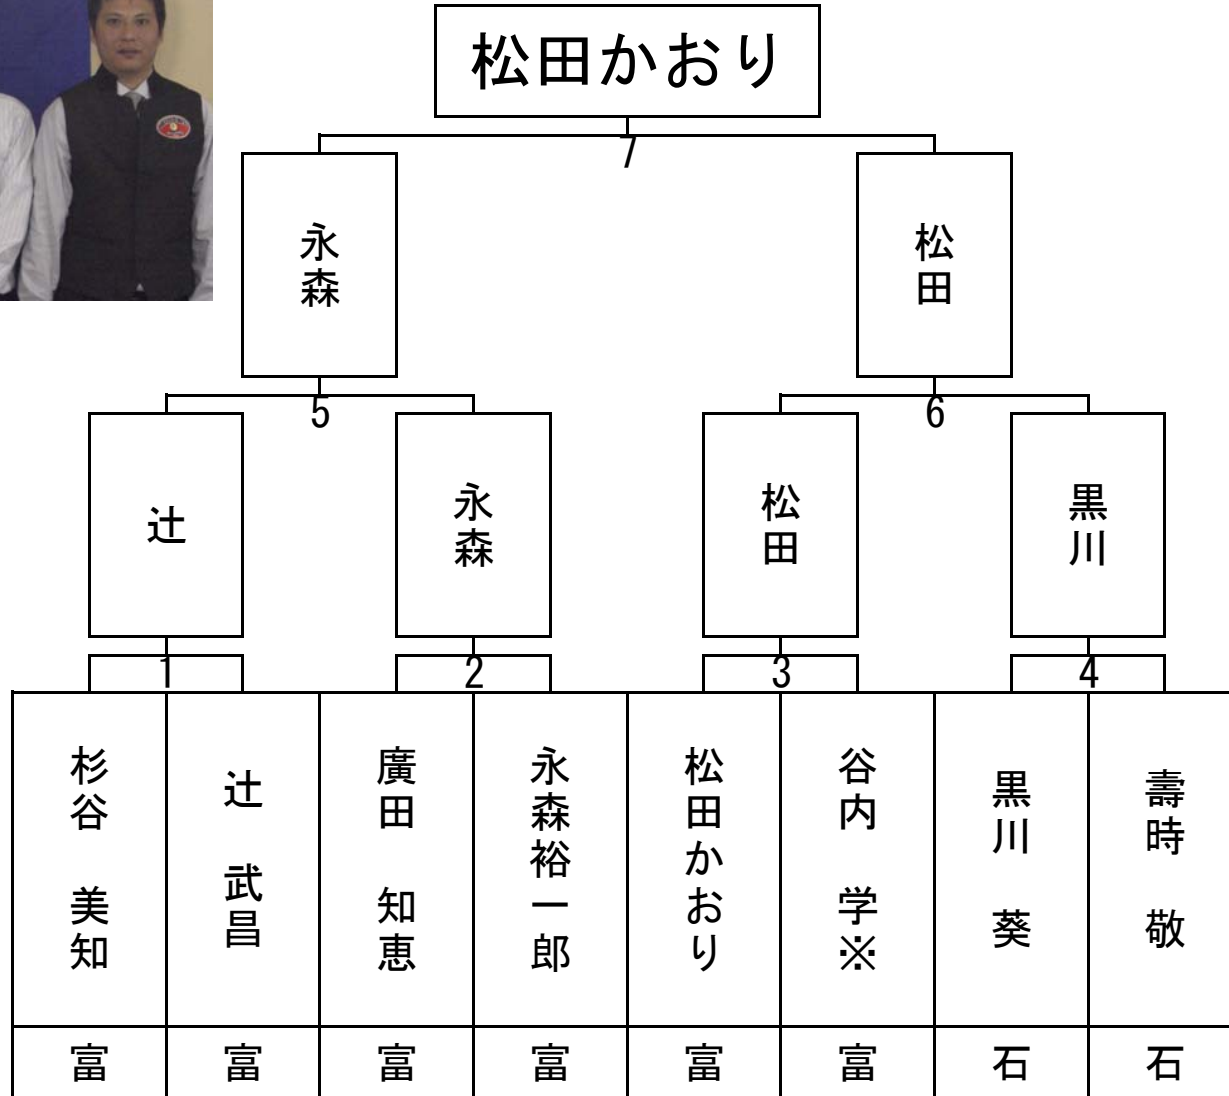 松田かおり
7
永森
松田
5
6
辻
永森
松田
黒川
1
2
3
4
杉谷　美知
辻　武昌
廣田　知恵
永森裕一郎
松田かおり
谷内　学※
黒川　葵
壽時　敬
富
富
富
富
富
富
石
石